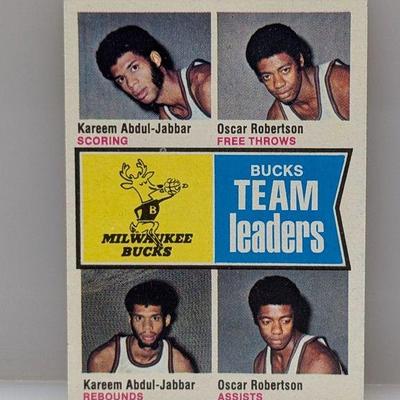 Kareem Abdul-Jabbar
SCORING
Oscar Robertson
FREE THROWS
B
MILWAUKEE
BUCKS
BUCKS
TEAM
leaders
Kareem Abdul-Jabbar
REBOUNDS
Oscar Robertson
ASSISTS